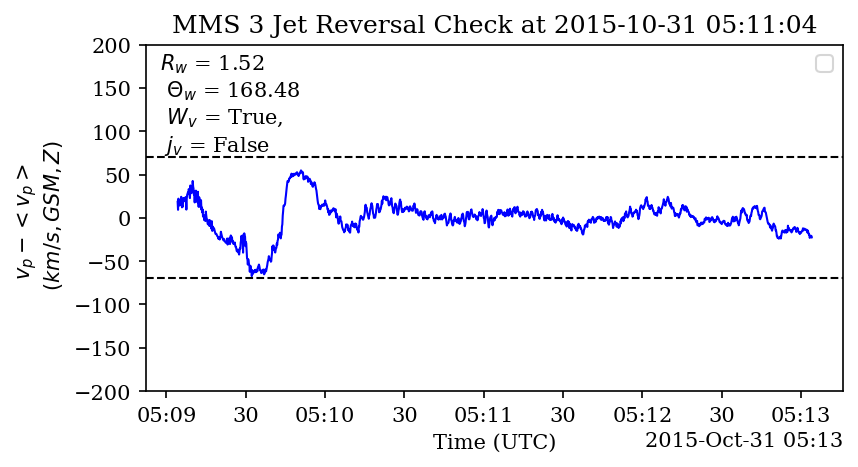 MMS 3 Jet Reversal Check at 2015-10-31 05:11:04
R_w = 1.52
Θ_w = 168.48
W_v = True,
j_v = False
v_p − < v_p >
(km/s, GSM, Z)
200
150
100
50
0
−50
−100
−150
−200
05:09 30 05:10 30 05:11 30 05:12 30 05:13
Time (UTC)
2015-Oct-31 05:13